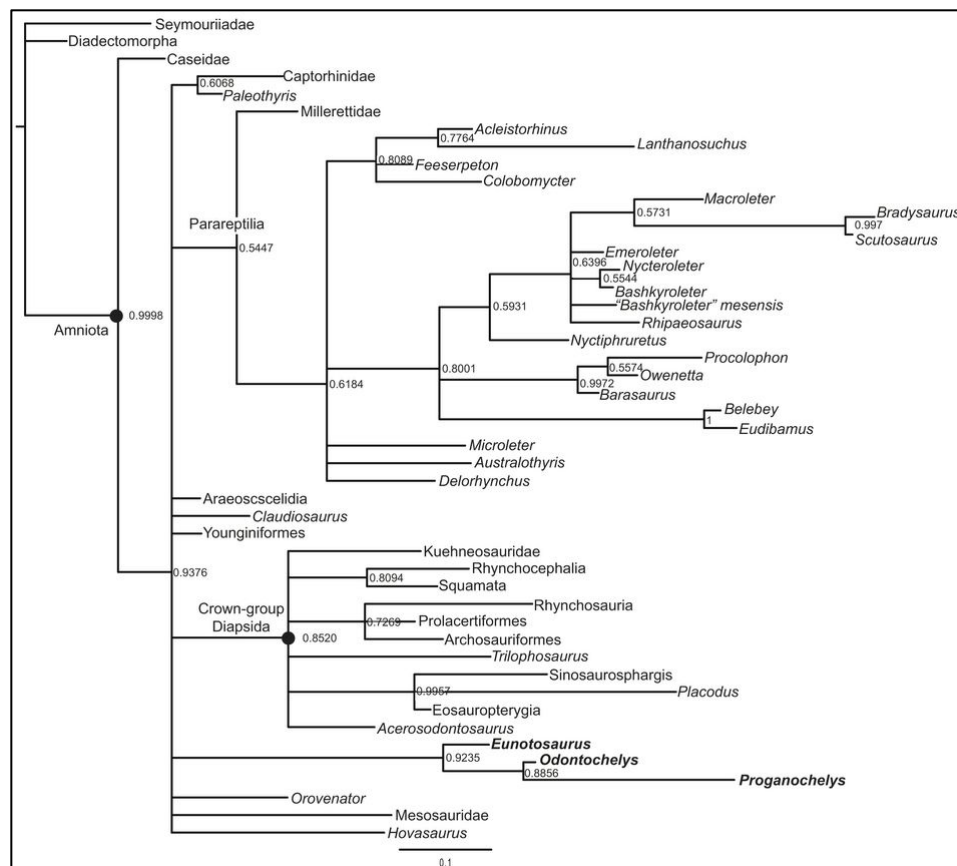 Seymouriidae
Diadectomorpha
Caseidae
Captorhinidae
0.6068
Paleothyris
Millerettidae
Acleistorhinus
0.7764
Lanthanosuchus
0.8089
Feeserpeton
Colobomycter
Macroleter
0.5731
Bradysaurus
0.997
Scutosaurus
Parareptilia
0.5447
Emeroleter
0.6396
Nycteroleter
0.5544
Bashkyroleter
"Bashkyroleter" mesensis
0.5931
Rhipaeosaurus
Nyctiphruretus
Amniota
0.9998
Procolophon
0.5574
Owenetta
0.8001
0.9972
Barasaurus
0.6184
Belebey
1
Eudibamus
Microleter
Australothyris
Delorhynchus
Araeoscscelidia
Claudiosaurus
Younginiformes
Kuehneosauridae
0.9376
Rhynchocephalia
0.8094
Squamata
Rhynchosauria
Crown-group
Diapsida
0.7269
Prolacertiformes
0.8520
Archosauriformes
Trilophosaurus
Sinosaurosphargis
0.9957
Placodus
Eosauropterygia
Acerosodontosaurus
Eunotosaurus
0.9235
Odontochelys
0.8856
Proganochelys
Orovenator
Mesosauridae
Hovasaurus
0.1